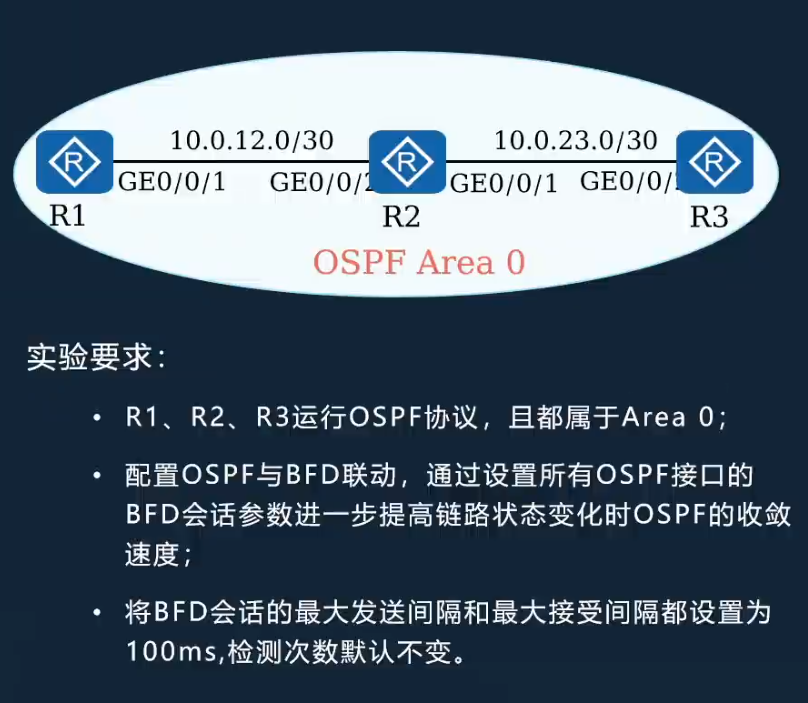 10.0.12.0/30 10.0.23.0/30
R R R
GE0/0/1 GE0/0/2 GE0/0/1 GE0/0/
R1 R2 R3
OSPF Area 0
实验要求：
• R1、R2、R3运行OSPF协议，且都属于Area 0；
• 配置OSPF与BFD联动，通过设置所有OSPF接口的
BFD会话参数进一步提高链路状态变化时OSPF的收敛
速度；
• 将BFD会话的最大发送间隔和最大接受间隔都设置为
100ms,检测次数默认不变。